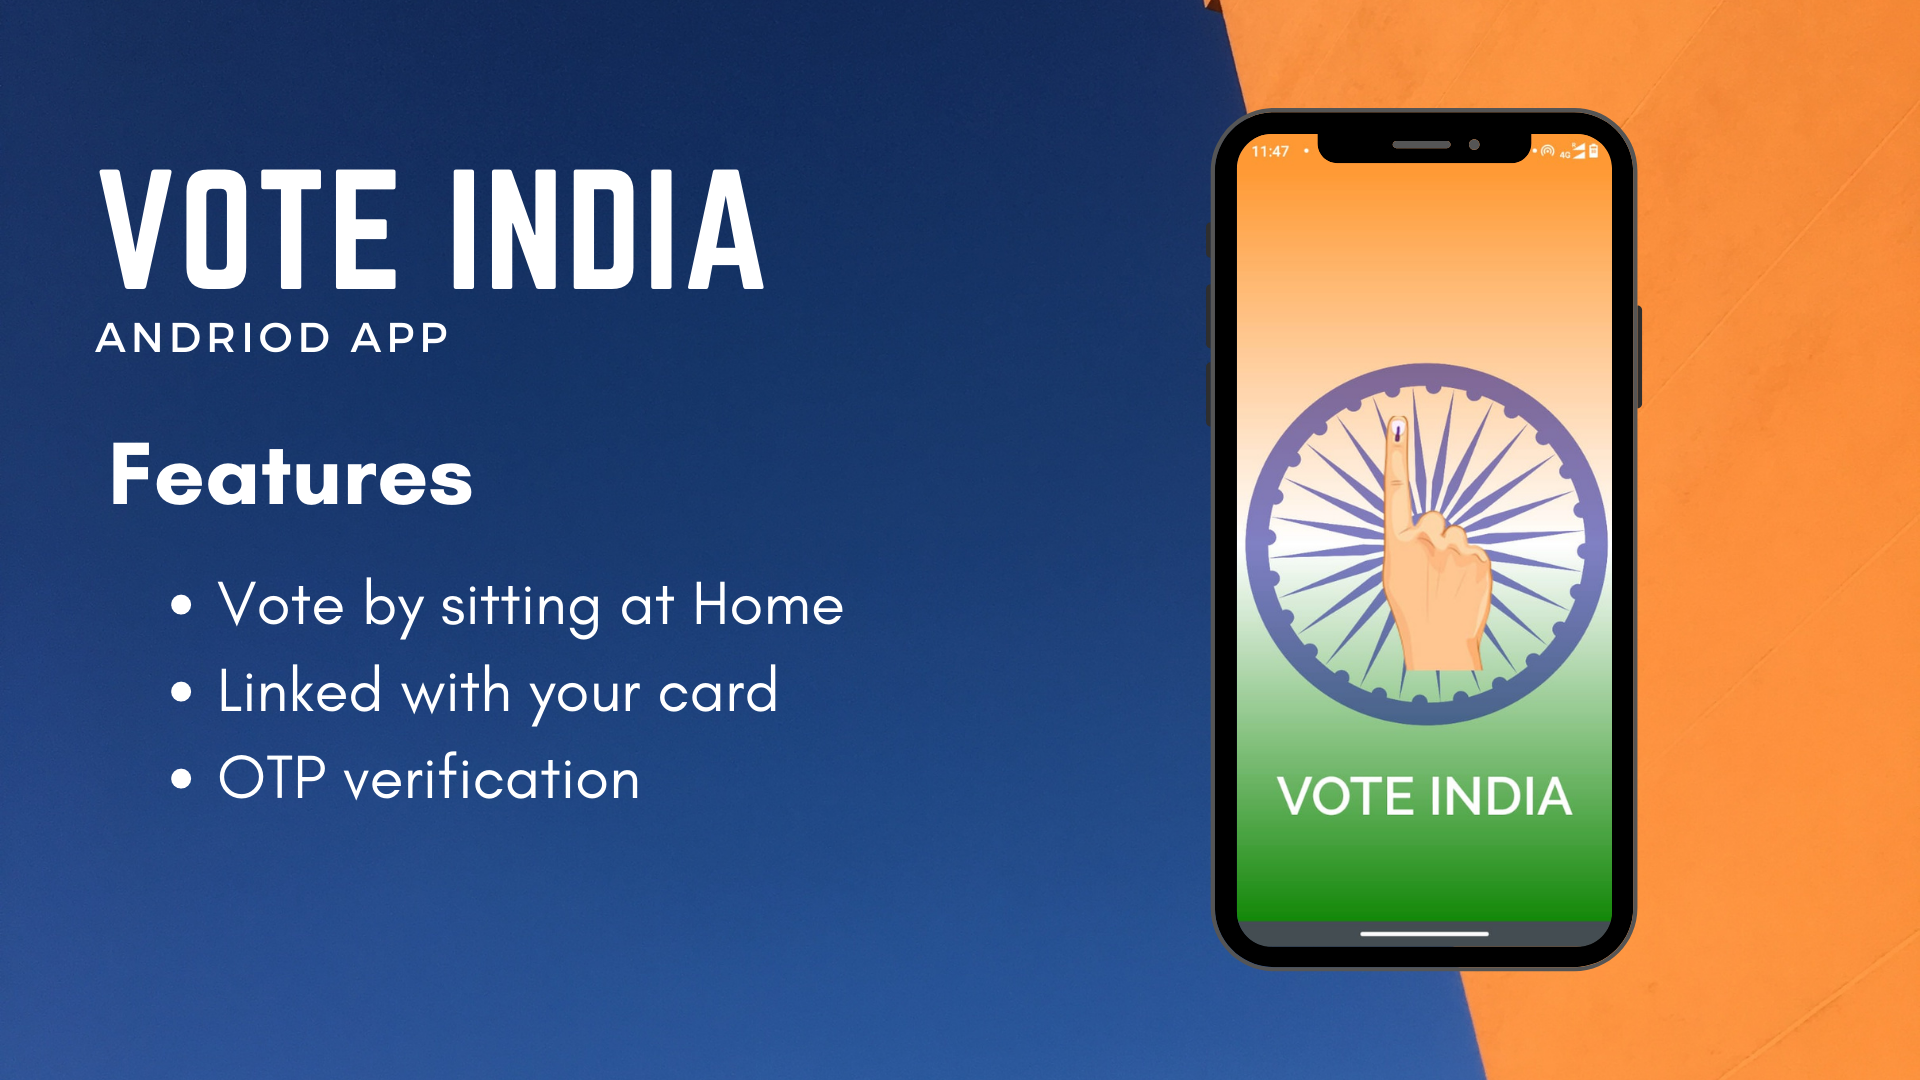 VOTE INDIA
ANDRIOD APP
Features
• Vote by sitting at Home
• Linked with your card
• OTP verification
11:47
4G
VOTE INDIA